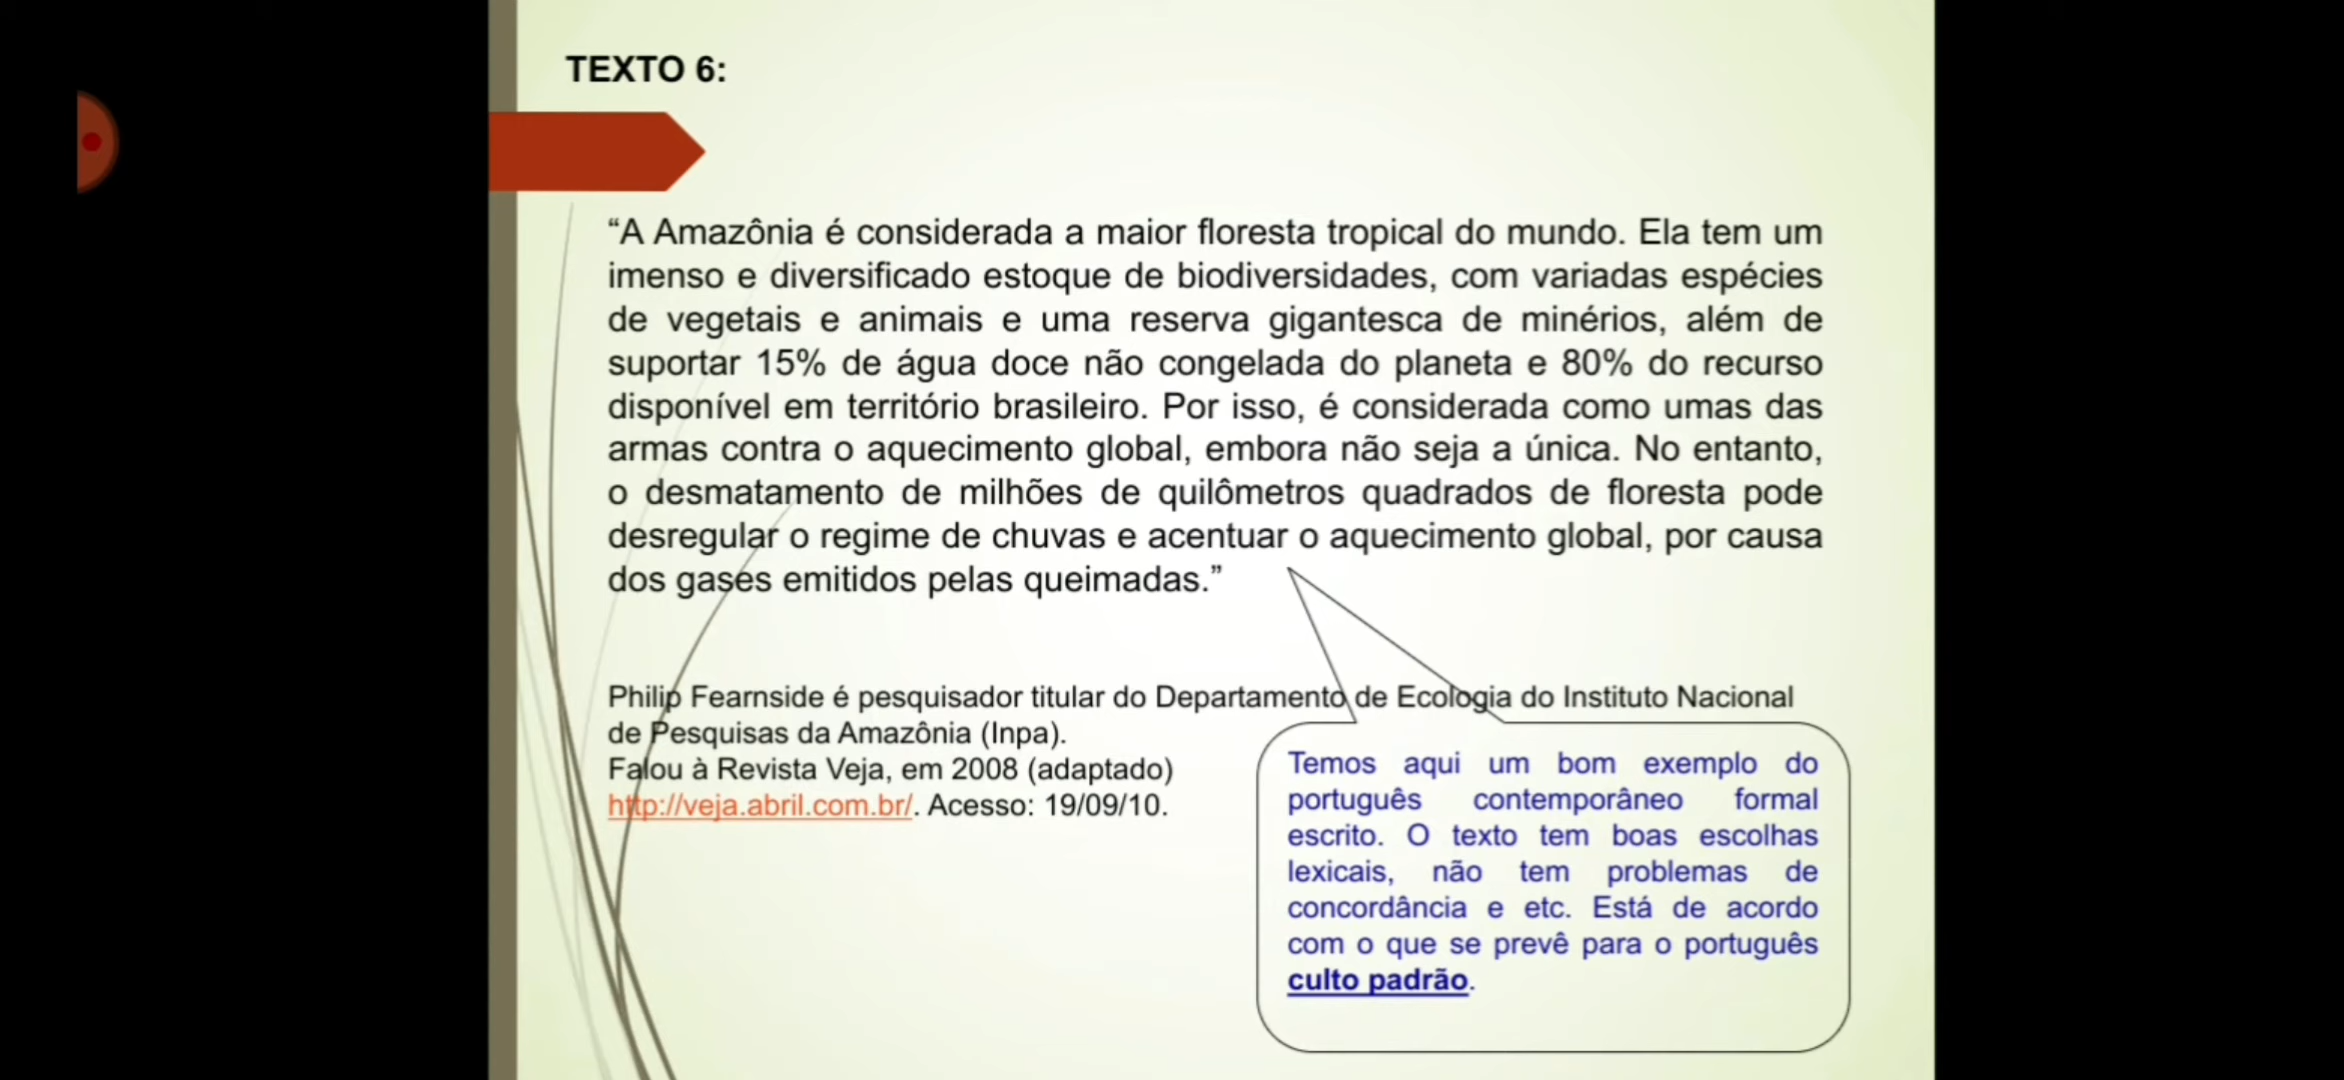 TEXTO 6:
“A Amazônia é considerada a maior floresta tropical do mundo. Ela tem um
imenso e diversificado estoque de biodiversidades, com variadas espécies
de vegetais e animais e uma reserva gigantesca de minérios, além de
suportar 15% de água doce não congelada do planeta e 80% do recurso
disponível em território brasileiro. Por isso, é considerada como umas das
armas contra o aquecimento global, embora não seja a única. No entanto,
o desmatamento de milhões de quilômetros quadrados de floresta pode
desregular o regime de chuvas e acentuar o aquecimento global, por causa
dos gases emitidos pelas queimadas.”
Philip Fearnside é pesquisador titular do Departamento de Ecologia do Instituto Nacional
de Pesquisas da Amazônia (Inpa).
Falou à Revista Veja, em 2008 (adaptado)
http://veja.abril.com.br/. Acesso: 19/09/10.
Temos aqui um bom exemplo do
português contemporâneo formal
escrito. O texto tem boas escolhas
lexicais, não tem problemas de
concordância e etc. Está de acordo
com o que se prevê para o português
culto padrão.